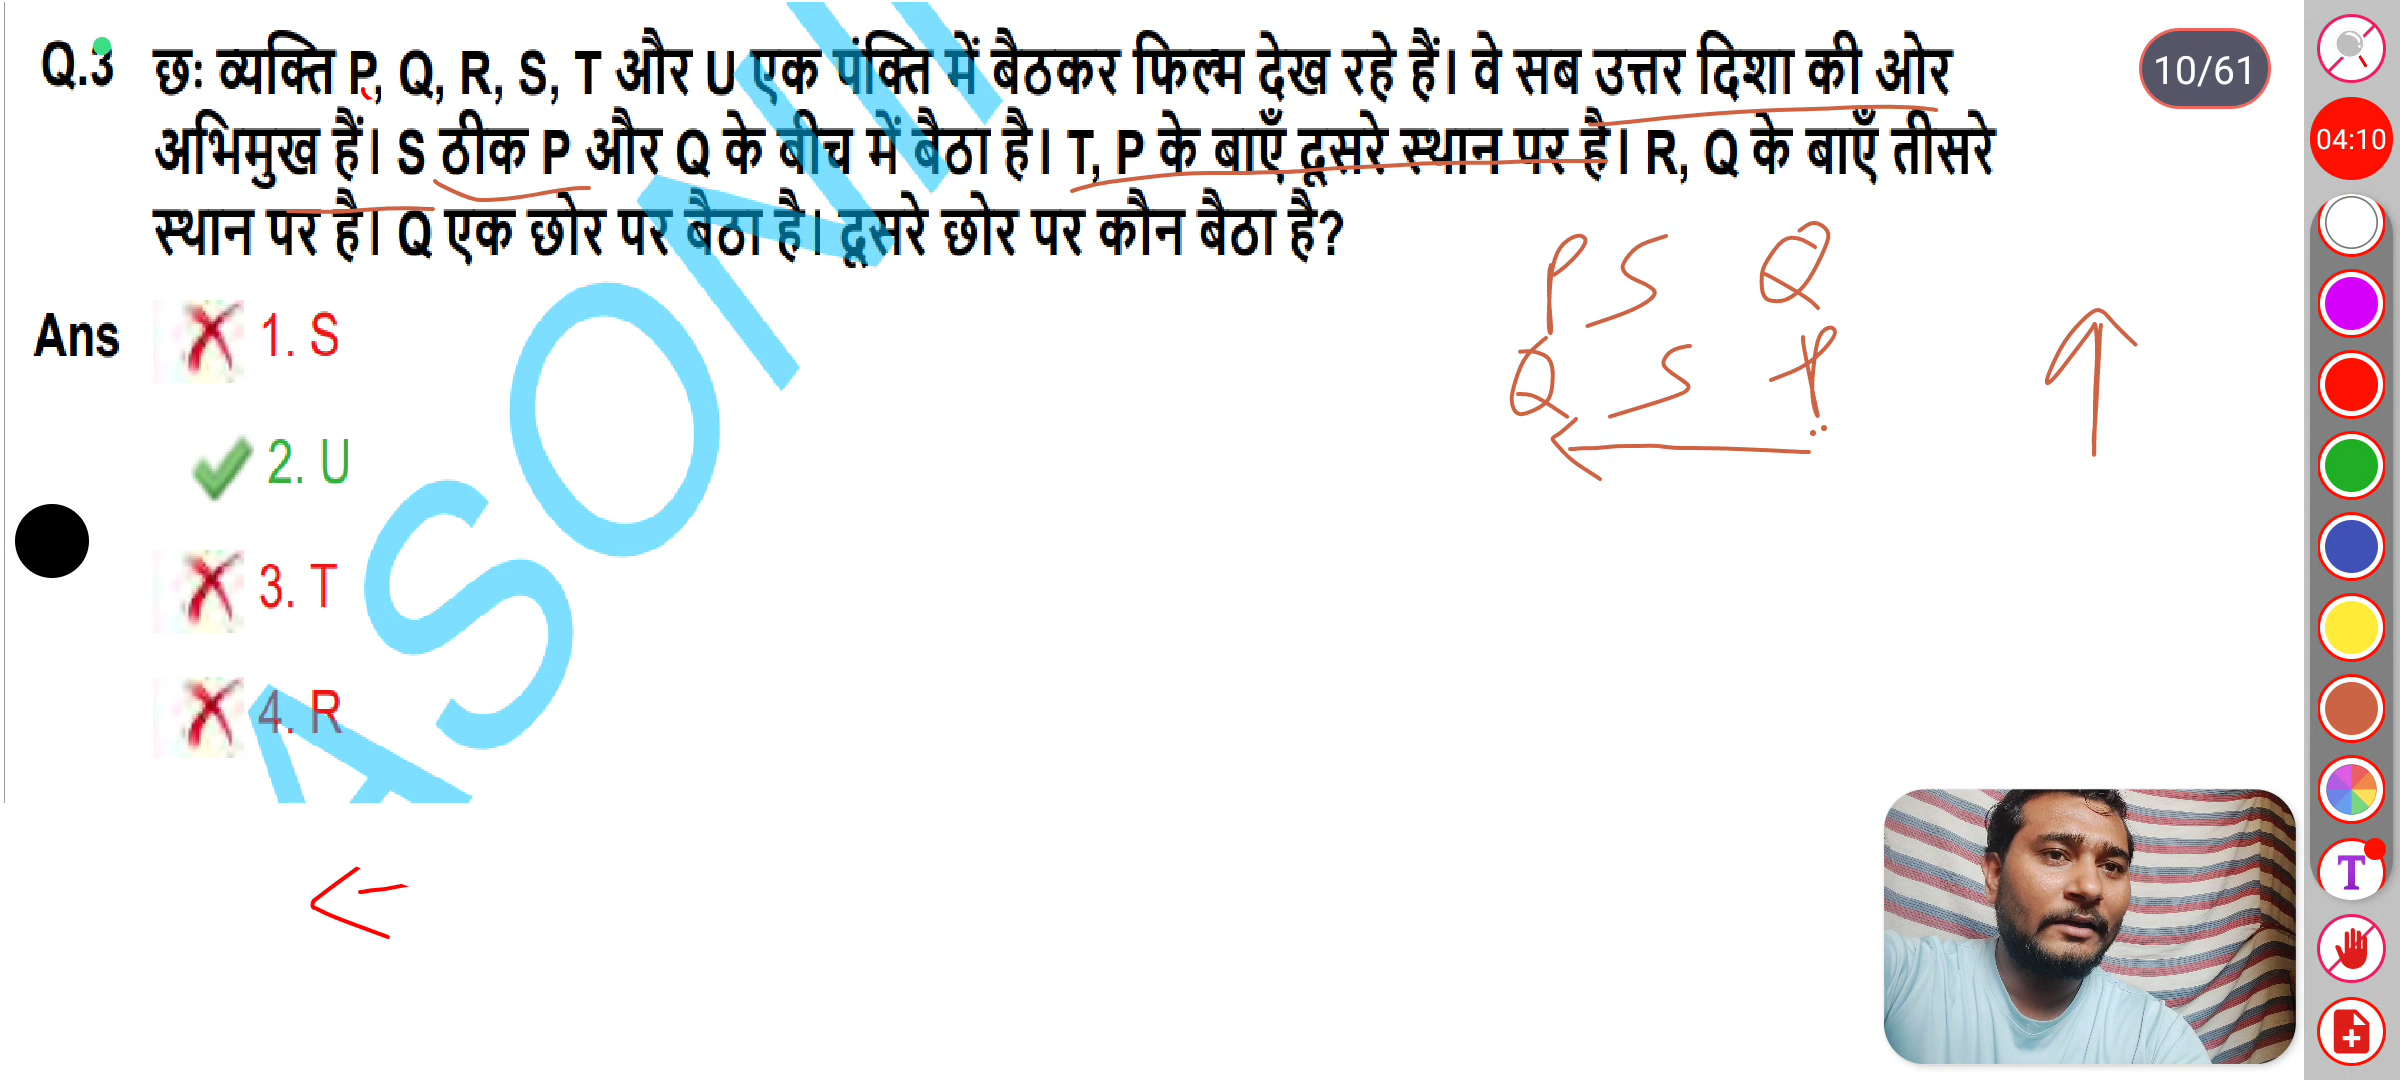 Q.3 छः व्यक्ति P, Q, R, S, T और U एक पंक्ति में बैठकर फिल्म देख रहे हैं। वे सब उत्तर दिशा की ओर
अभिमुख हैं। S ठीक P और Q के बीच में बैठा है। T, P के बाएँ दूसरे स्थान पर है। R, Q के बाएँ तीसरे
स्थान पर है। Q एक छोर पर बैठा है। दूसरे छोर पर कौन बैठा है?
Ans 1. S
2. U
3. T
4. R
P S Q
Q S P
10/61
04:10
T